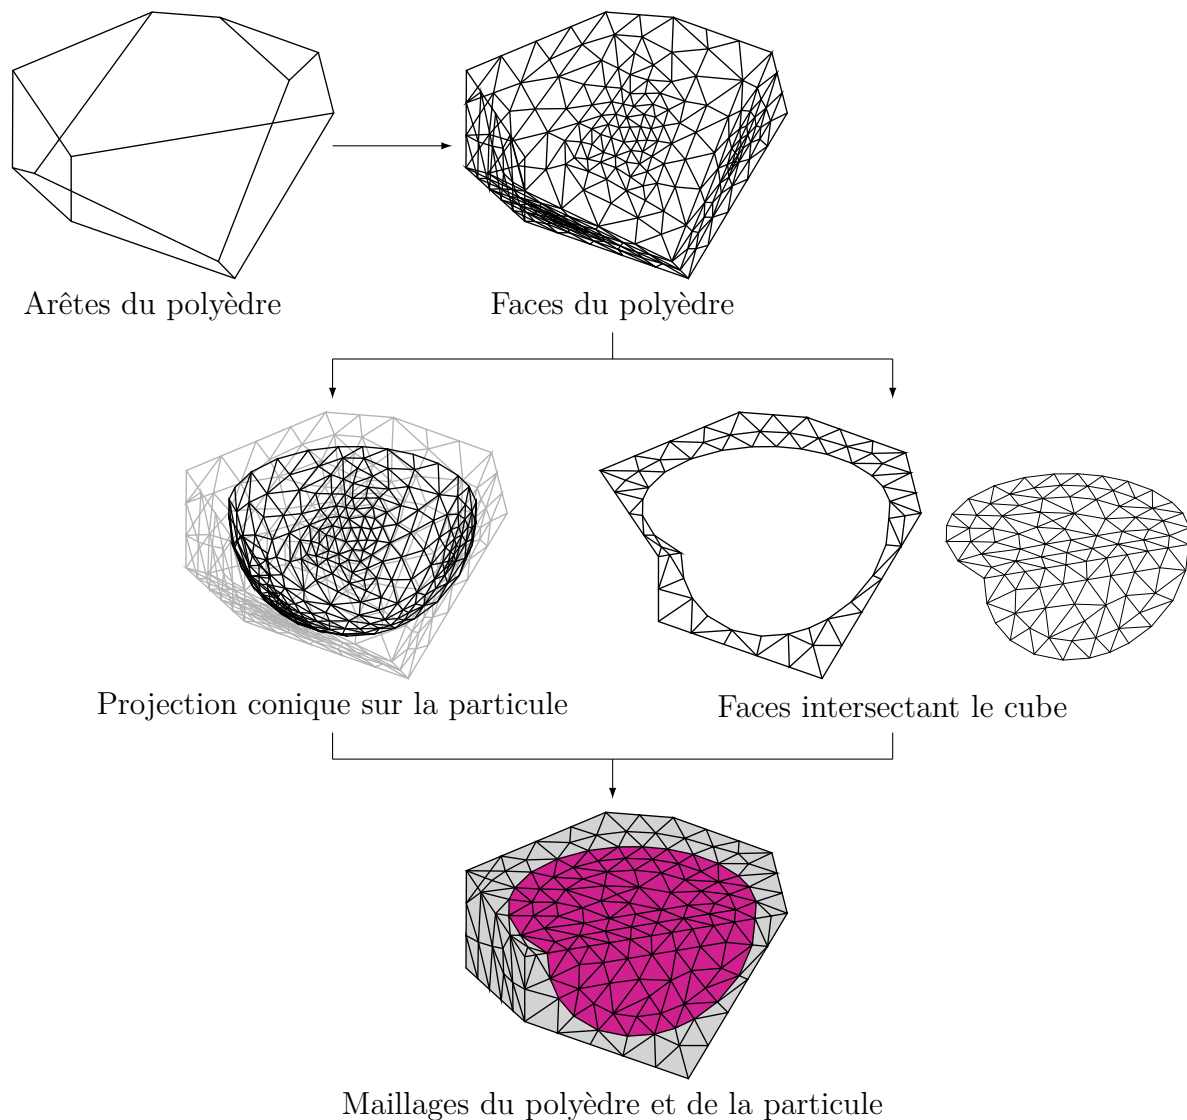 Arêtes du polyèdre
Faces du polyèdre
Projection conique sur la particule
Faces intersectant le cube
Maillages du polyèdre et de la particule